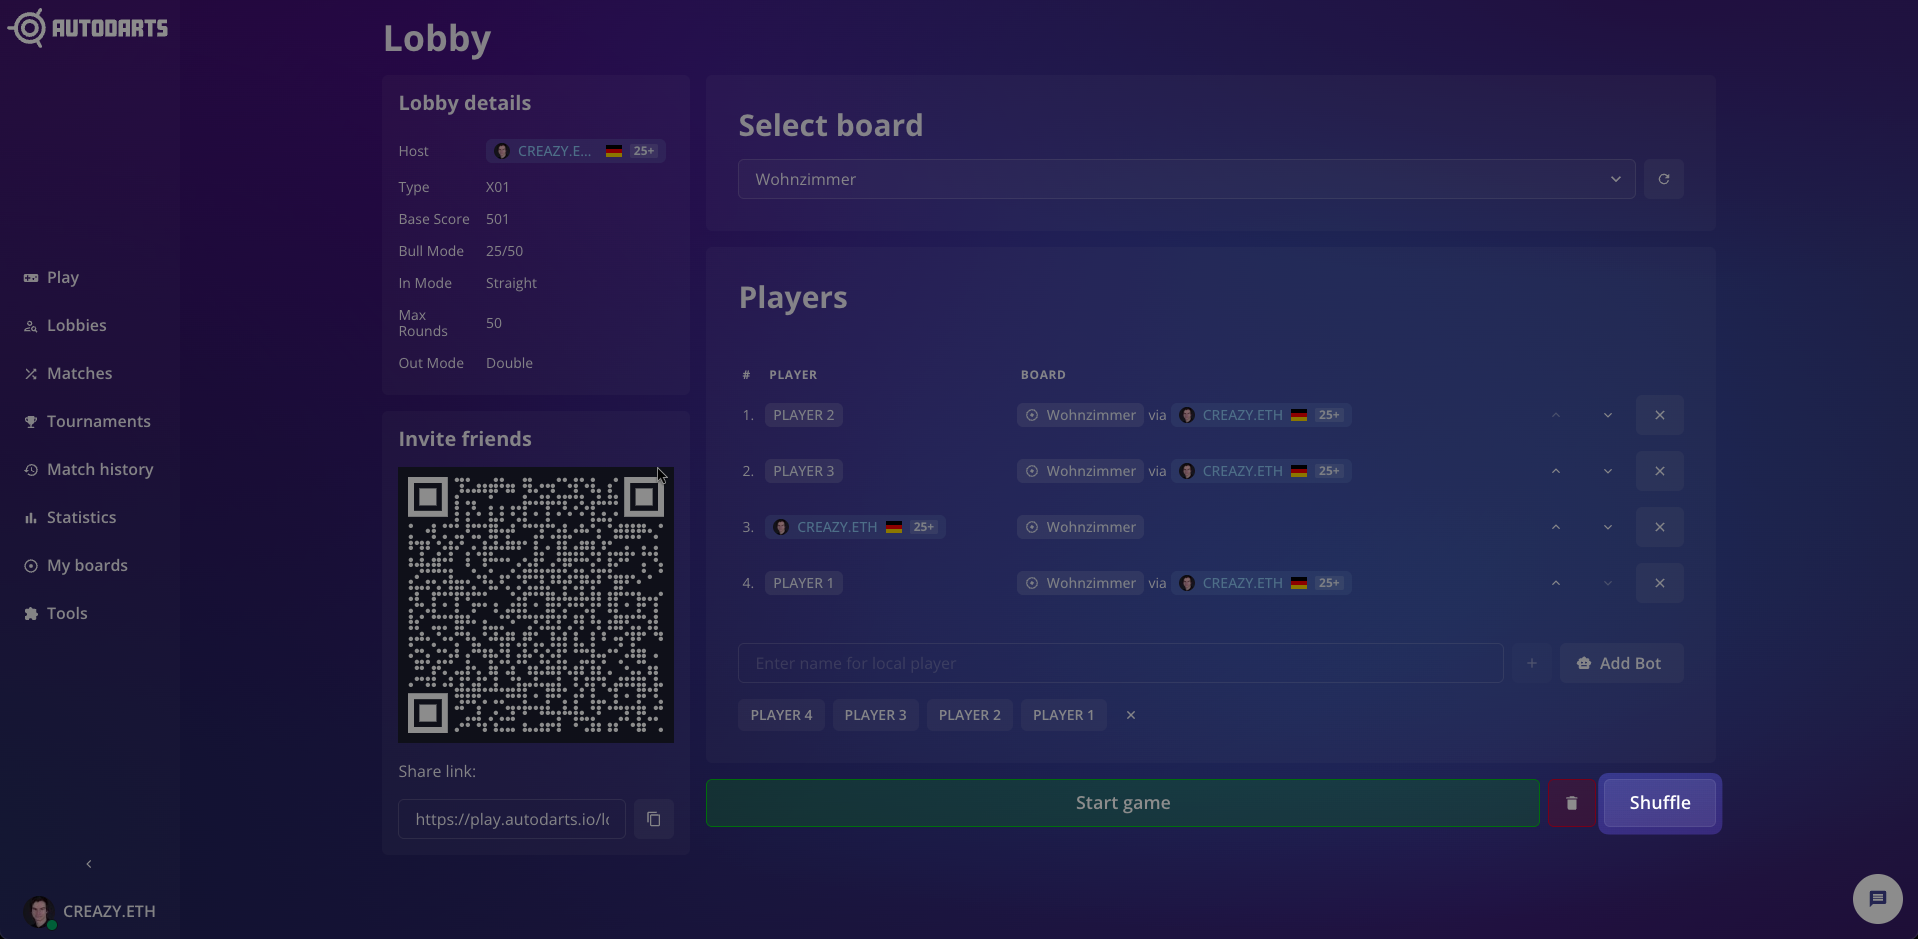 AUTODARTS
Play
Lobbies
Matches
Tournaments
Match history
Statistics
My boards
Tools
CREAZY.ETH
Lobby
Lobby details
Host CREAZY.E... 25+
Type X01
Base Score 501
Bull Mode 25/50
In Mode Straight
Max Rounds 50
Out Mode Double
Invite friends
Share link:
https://play.autodarts.io/lo
Select board
Wohnzimmer
Players
# PLAYER BOARD
1. PLAYER 2 Wohnzimmer via CREAZY.ETH 25+
2. PLAYER 3 Wohnzimmer via CREAZY.ETH 25+
3. CREAZY.ETH 25+ Wohnzimmer
4. PLAYER 1 Wohnzimmer via CREAZY.ETH 25+
Enter name for local player + Add Bot
PLAYER 4 PLAYER 3 PLAYER 2 PLAYER 1
Start game Shuffle